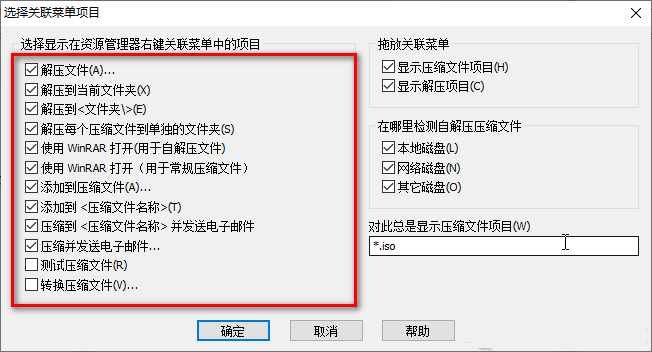 选择关联菜单项目
选择显示在资源管理器右键关联菜单中的项目
解压文件(A)...
解压到当前文件夹(X)
解压到<文件夹\>(E)
解压每个压缩文件到单独的文件夹(S)
使用 WinRAR 打开(用于自解压文件)
使用 WinRAR 打开（用于常规压缩文件）
添加到压缩文件(A)...
添加到 <压缩文件名称>(T)
压缩到 <压缩文件名称> 并发送电子邮件
压缩并发送电子邮件...
测试压缩文件(R)
转换压缩文件(V)...
拖放关联菜单
显示压缩文件项目(H)
显示解压项目(C)
在哪里检测自解压压缩文件
本地磁盘(L)
网络磁盘(N)
其它磁盘(O)
对此总是显示压缩文件项目(W)
*.iso
确定
取消
帮助